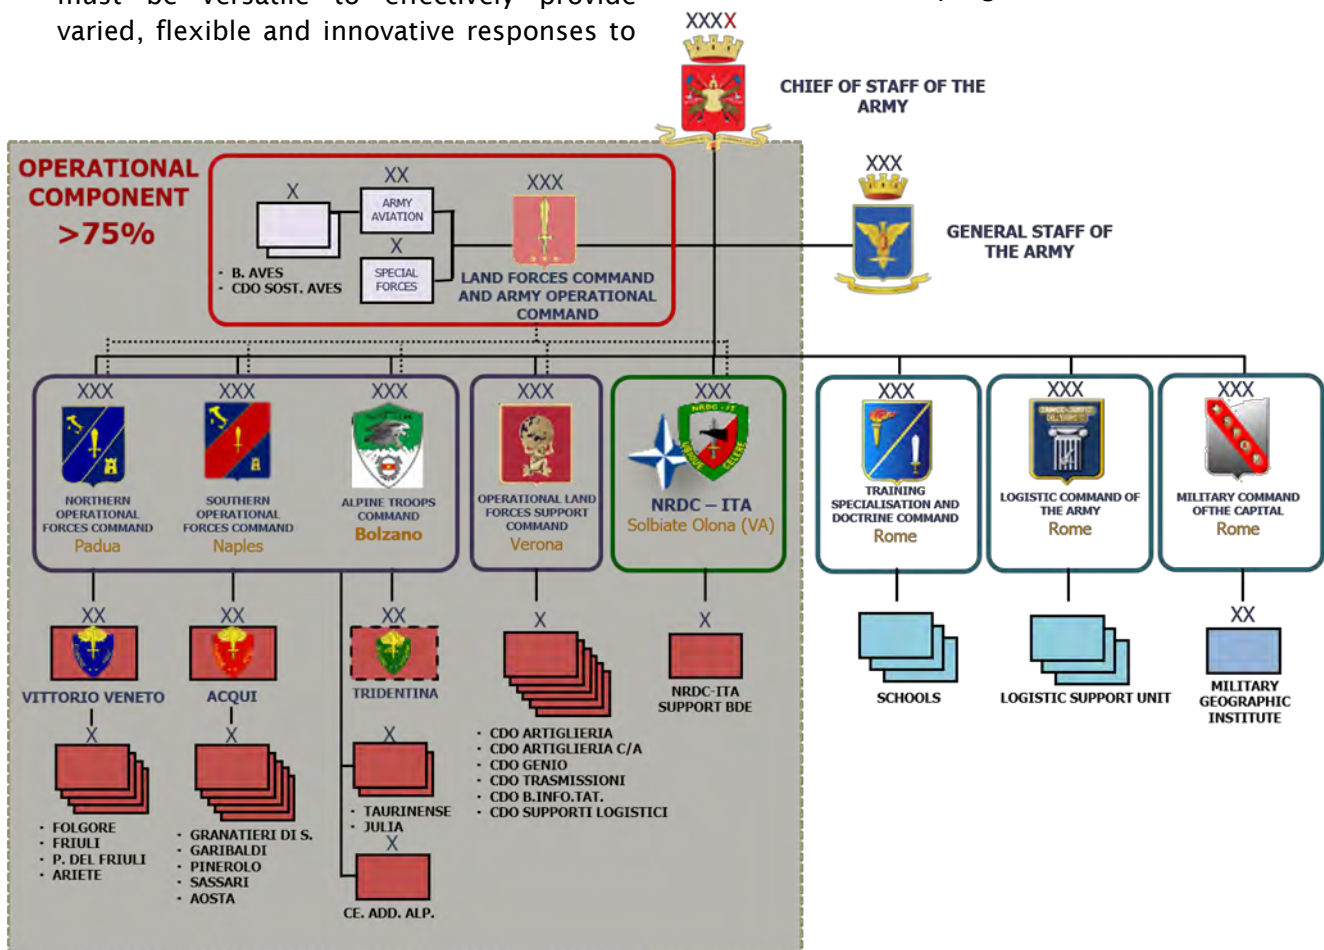 must be versatile to effectively provide
varied, flexible and innovative responses to
XXXX
CHIEF OF STAFF OF THE
ARMY
XXX
GENERAL STAFF OF
THE ARMY
OPERATIONAL
COMPONENT
>75%
X
XX
ARMY
AVIATION
X
SPECIAL
FORCES
· B. AVES
· CDO SOST. AVES
XXX
LAND FORCES COMMAND
AND ARMY OPERATIONAL
COMMAND
XXX
NORTHERN
OPERATIONAL
FORCES COMMAND
Padua
XXX
SOUTHERN
OPERATIONAL
FORCES COMMAND
Naples
XXX
ALPINE TROOPS
COMMAND
Bolzano
XXX
OPERATIONAL LAND
FORCES SUPPORT
COMMAND
Verona
XXX
NRDC - IT
UBIQUE CELERE
NRDC – ITA
Solbiate Olona (VA)
XXX
TRAINING
SPECIALISATION AND
DOCTRINE COMMAND
Rome
XXX
LOGISTIC COMMAND OF
THE ARMY
Rome
XXX
MILITARY COMMAND
OFTHE CAPITAL
Rome
XX
VITTORIO VENETO
X
· FOLGORE
· FRIULI
· P. DEL FRIULI
· ARIETE
XX
ACQUI
X
· GRANATIERI DI S.
· GARIBALDI
· PINEROLO
· SASSARI
· AOSTA
XX
TRIDENTINA
X
· TAURINENSE
· JULIA
X
CE. ADD. ALP.
X
· CDO ARTIGLIERIA
· CDO ARTIGLIERIA C/A
· CDO GENIO
· CDO TRASMISSIONI
· CDO B.INFO.TAT.
· CDO SUPPORTI LOGISTICI
X
NRDC-ITA
SUPPORT BDE
SCHOOLS
LOGISTIC SUPPORT UNIT
XX
MILITARY
GEOGRAPHIC
INSTITUTE